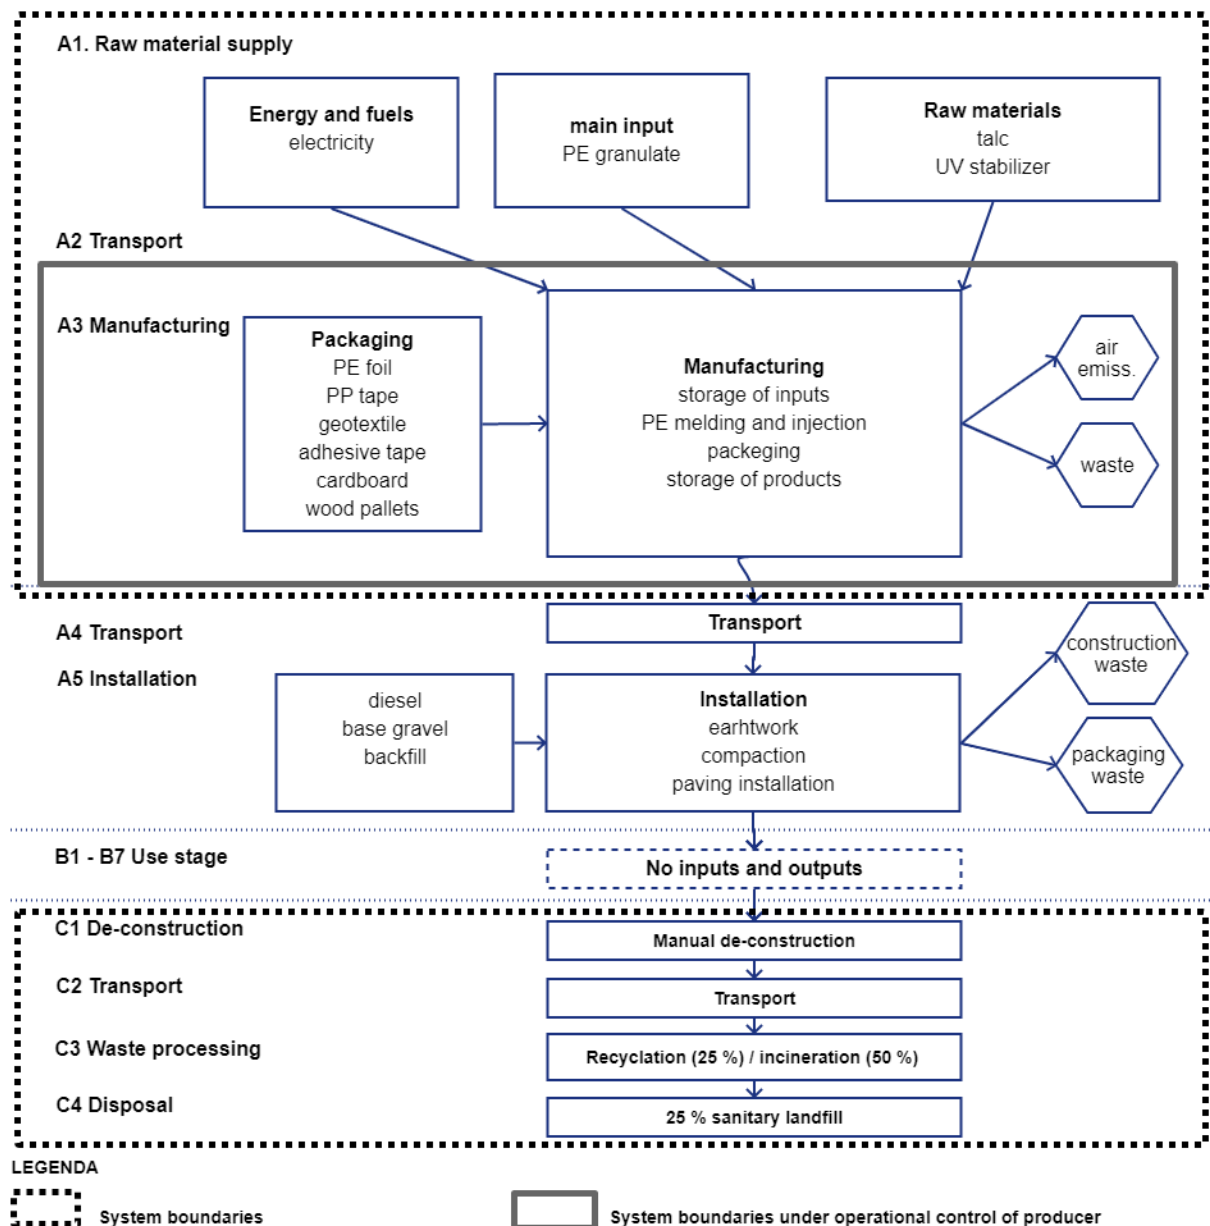 A1. Raw material supply
Energy and fuels
electricity
main input
PE granulate
Raw materials
talc
UV stabilizer
A2 Transport
A3 Manufacturing
Packaging
PE foil
PP tape
geotextile
adhesive tape
cardboard
wood pallets
Manufacturing
storage of inputs
PE melding and injection
packeging
storage of products
air
emiss.
waste
A4 Transport
Transport
A5 Installation
diesel
base gravel
backfill
Installation
earhtwork
compaction
paving installation
construction
waste
packaging
waste
B1 - B7 Use stage
No inputs and outputs
C1 De-construction
Manual de-construction
C2 Transport
Transport
C3 Waste processing
Recyclation (25 %) / incineration (50 %)
C4 Disposal
25 % sanitary landfill
LEGENDA
System boundaries
System boundaries under operational control of producer